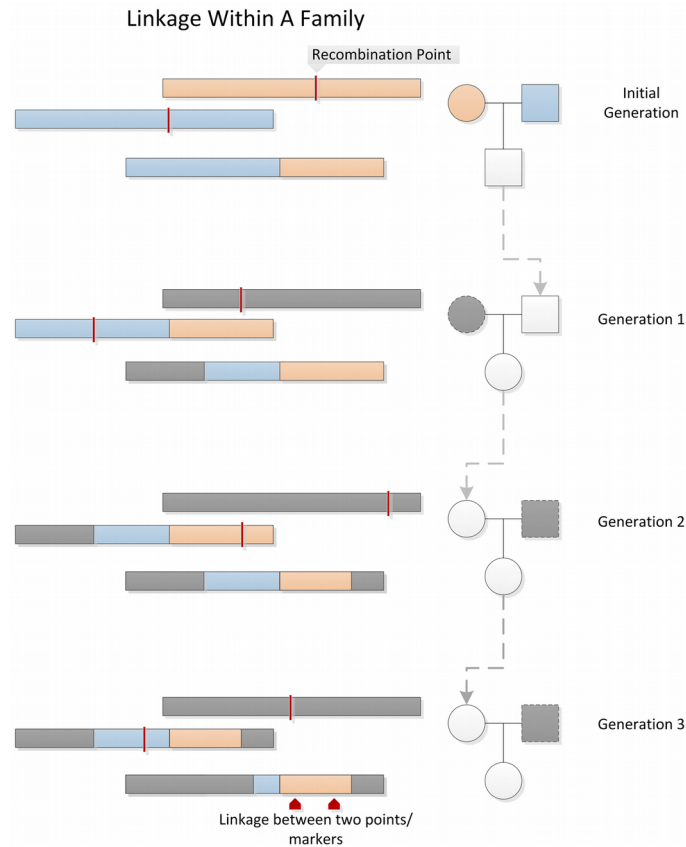 Linkage Within A Family
Recombination Point
Initial
Generation
Generation 1
Generation 2
Generation 3
Linkage between two points/
markers